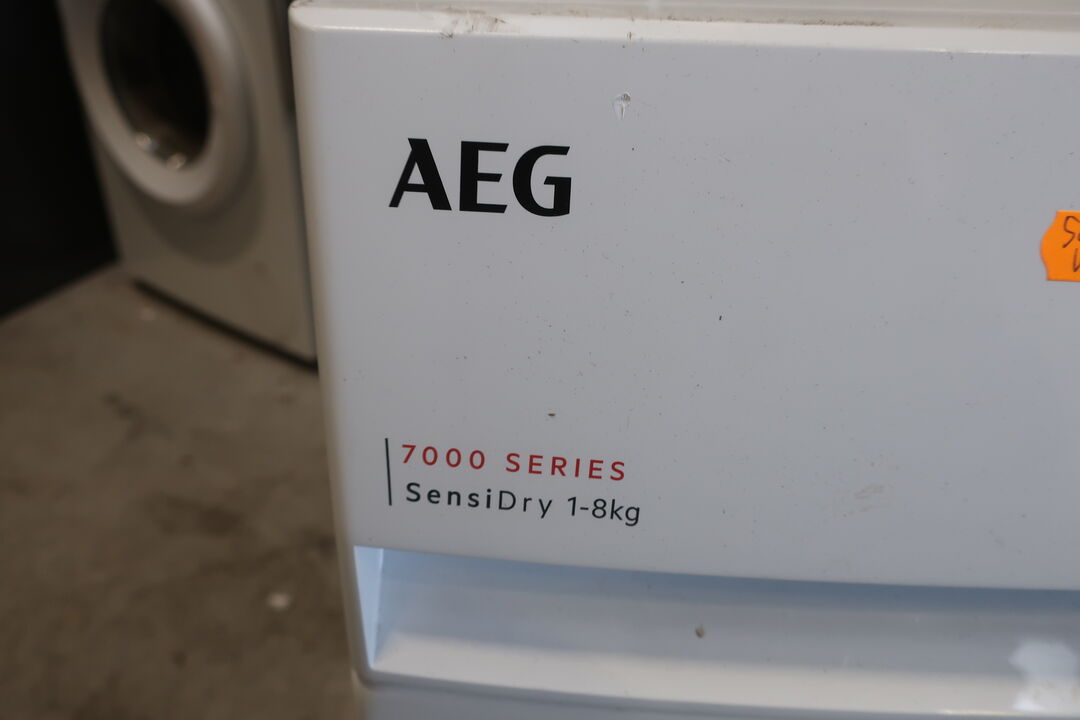 AEG
7000 SERIES
SensiDry 1-8kg